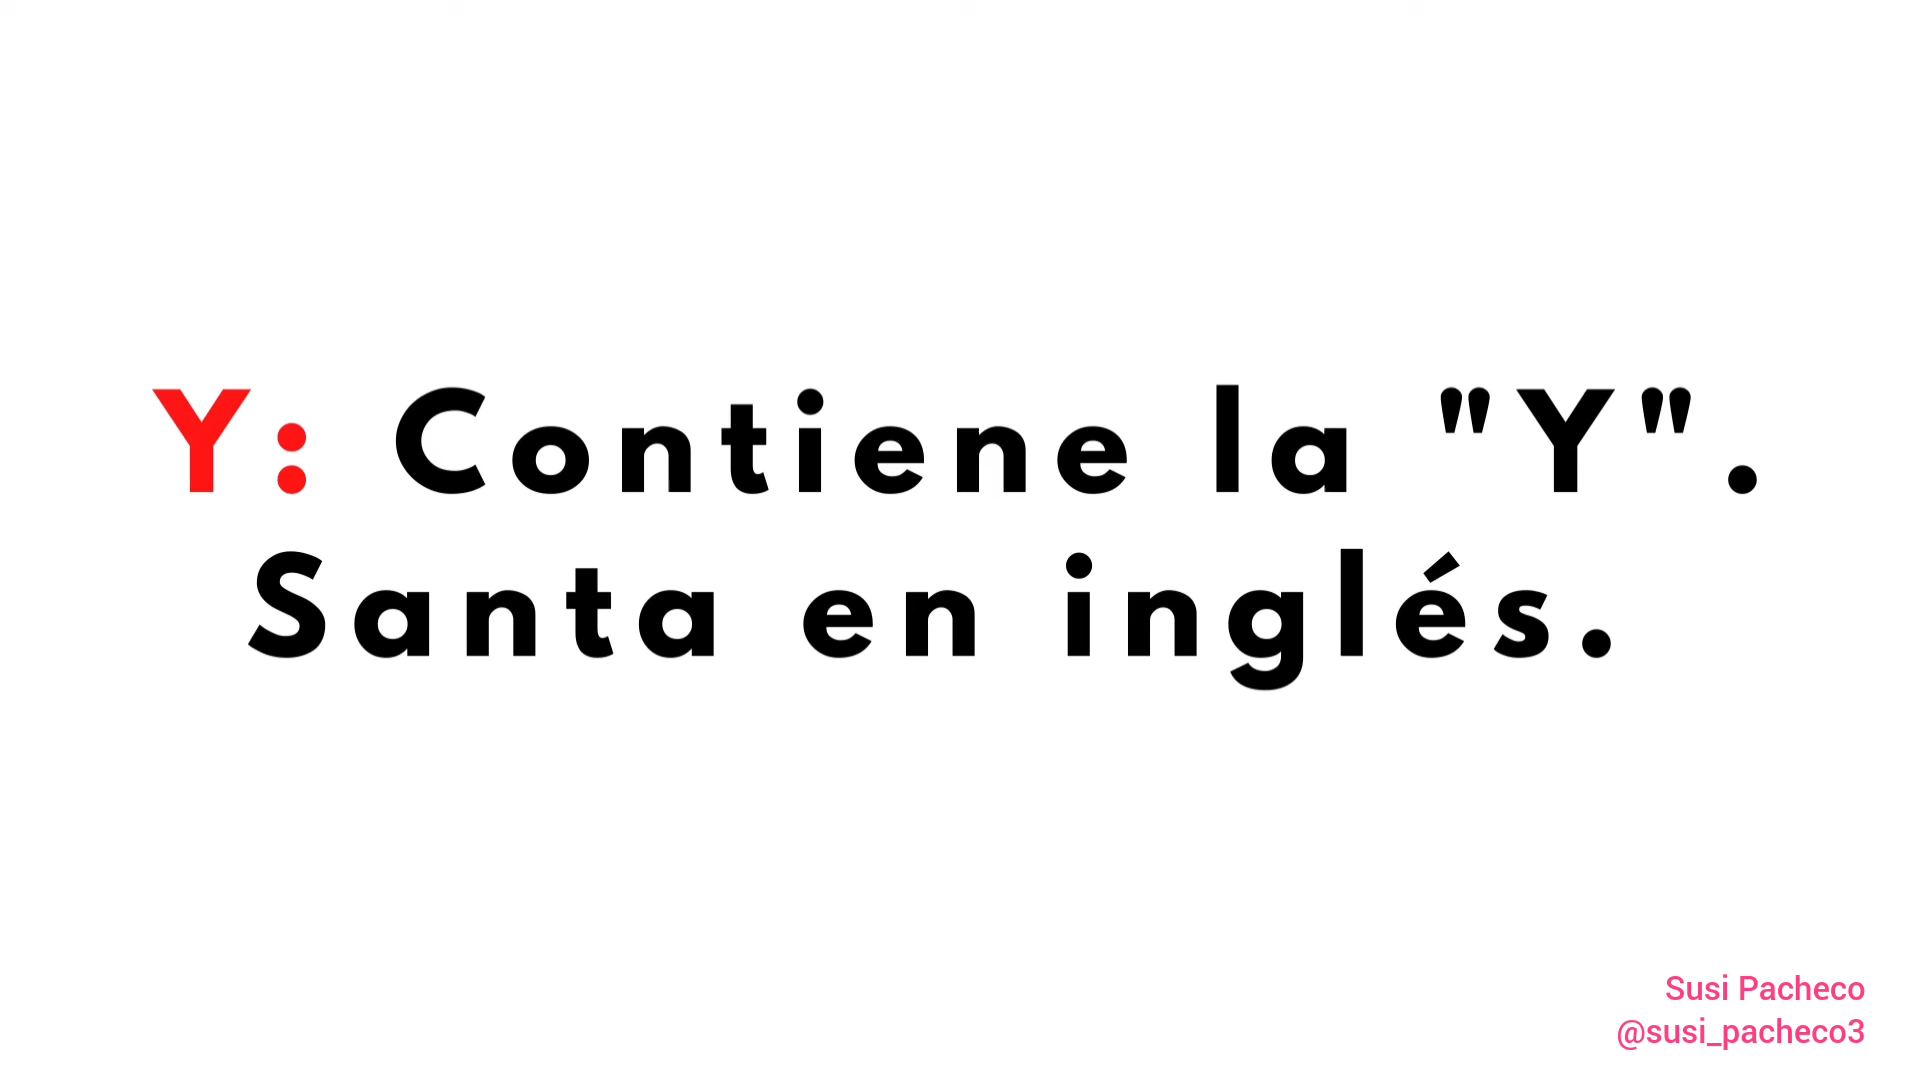 Y: Contiene la "Y".
Santa en inglés.
Susi Pacheco
@susi_pacheco3